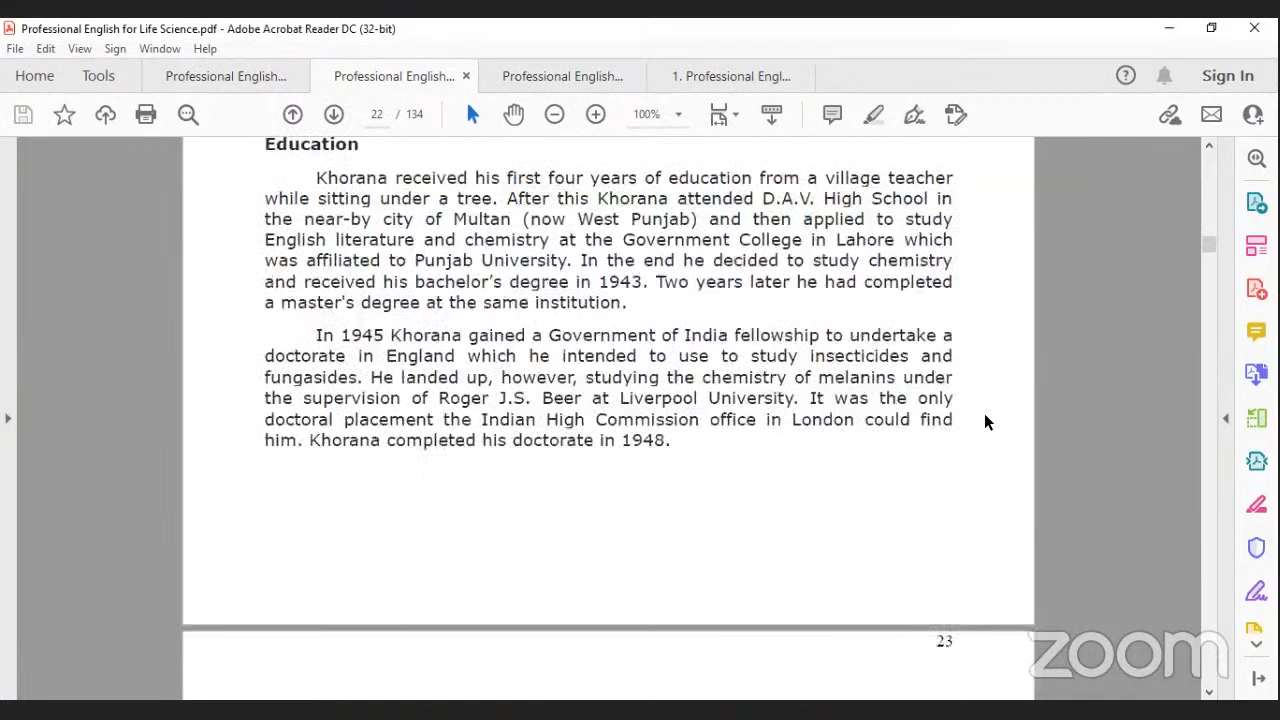 Professional English for Life Science.pdf - Adobe Acrobat Reader DC (32-bit)
File Edit View Sign Window Help
Home Tools Professional English... Professional English... × Professional English... 1. Professional Engl... Sign In
22 / 134 100%
Education
Khorana received his first four years of education from a village teacher
while sitting under a tree. After this Khorana attended D.A.V. High School in
the near-by city of Multan (now West Punjab) and then applied to study
English literature and chemistry at the Government College in Lahore which
was affiliated to Punjab University. In the end he decided to study chemistry
and received his bachelor's degree in 1943. Two years later he had completed
a master's degree at the same institution.
In 1945 Khorana gained a Government of India fellowship to undertake a
doctorate in England which he intended to use to study insecticides and
fungasides. He landed up, however, studying the chemistry of melanins under
the supervision of Roger J.S. Beer at Liverpool University. It was the only
doctoral placement the Indian High Commission office in London could find
him. Khorana completed his doctorate in 1948.
23
zoom